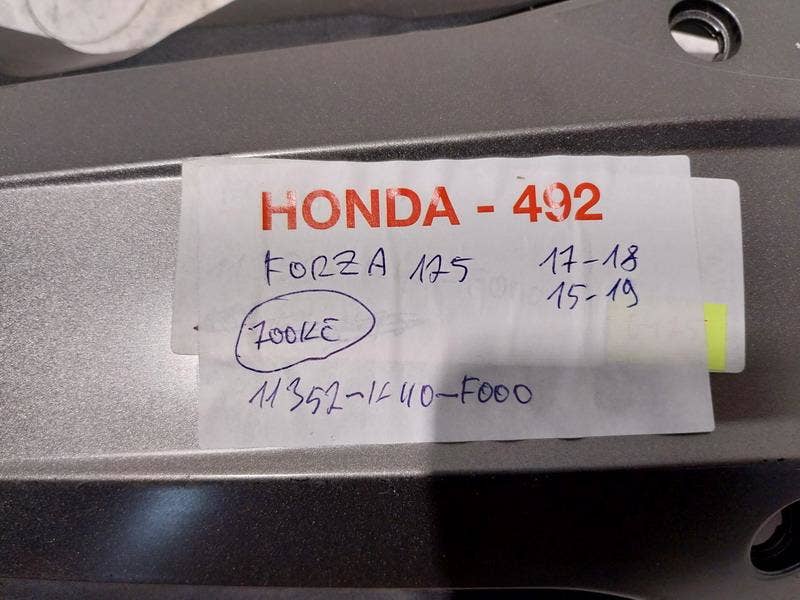 HONDA - 492
FORZA 125 17-18
15-19
700KE
11352-K40-F000